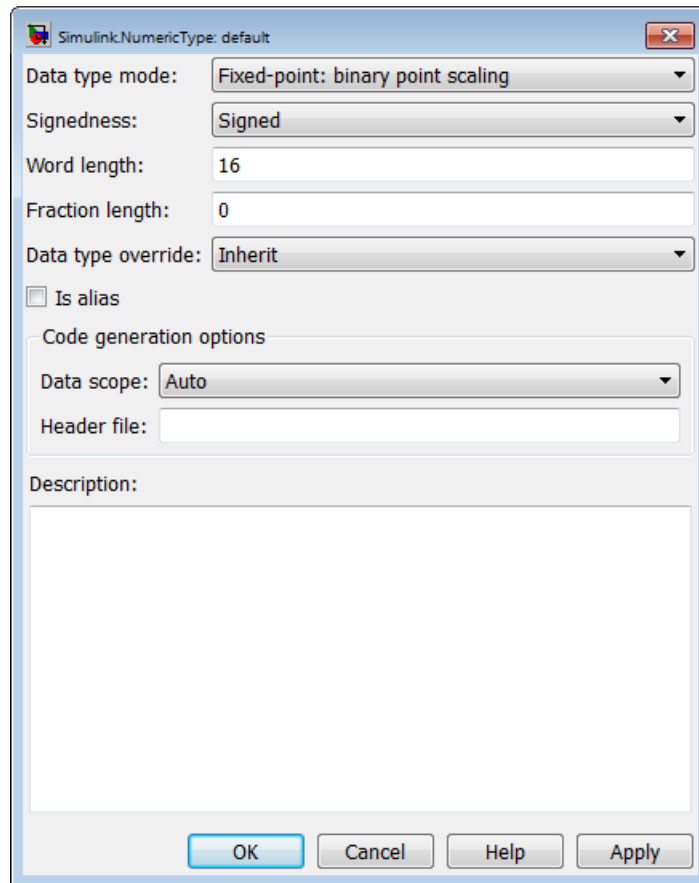 Simulink.NumericType: default
Data type mode: Fixed-point: binary point scaling
Signedness: Signed
Word length: 16
Fraction length: 0
Data type override: Inherit
Is alias
Code generation options
Data scope: Auto
Header file:
Description:
OK Cancel Help Apply